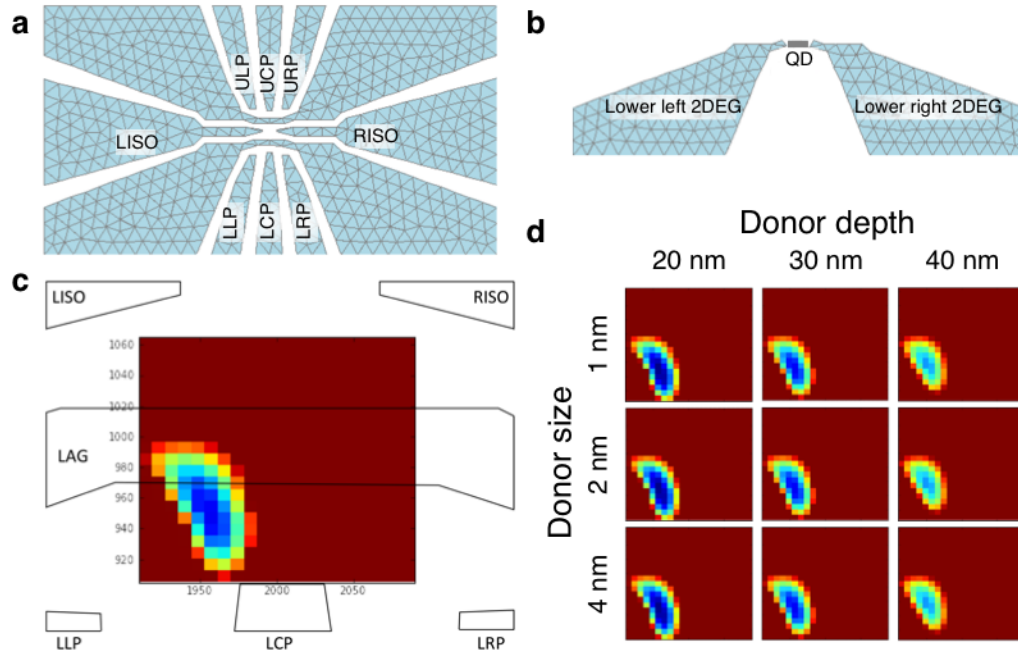 a
ULP
UCP
URP
LISO
RISO
LLP
LCP
LRP
b
QD
Lower left 2DEG
Lower right 2DEG
c
LISO
RISO
1060
1040
1020
1000
980
960
940
920
LAG
1950
2000
2050
LLP
LCP
LRP
d
Donor depth
20 nm
30 nm
40 nm
Donor size
1 nm
2 nm
4 nm